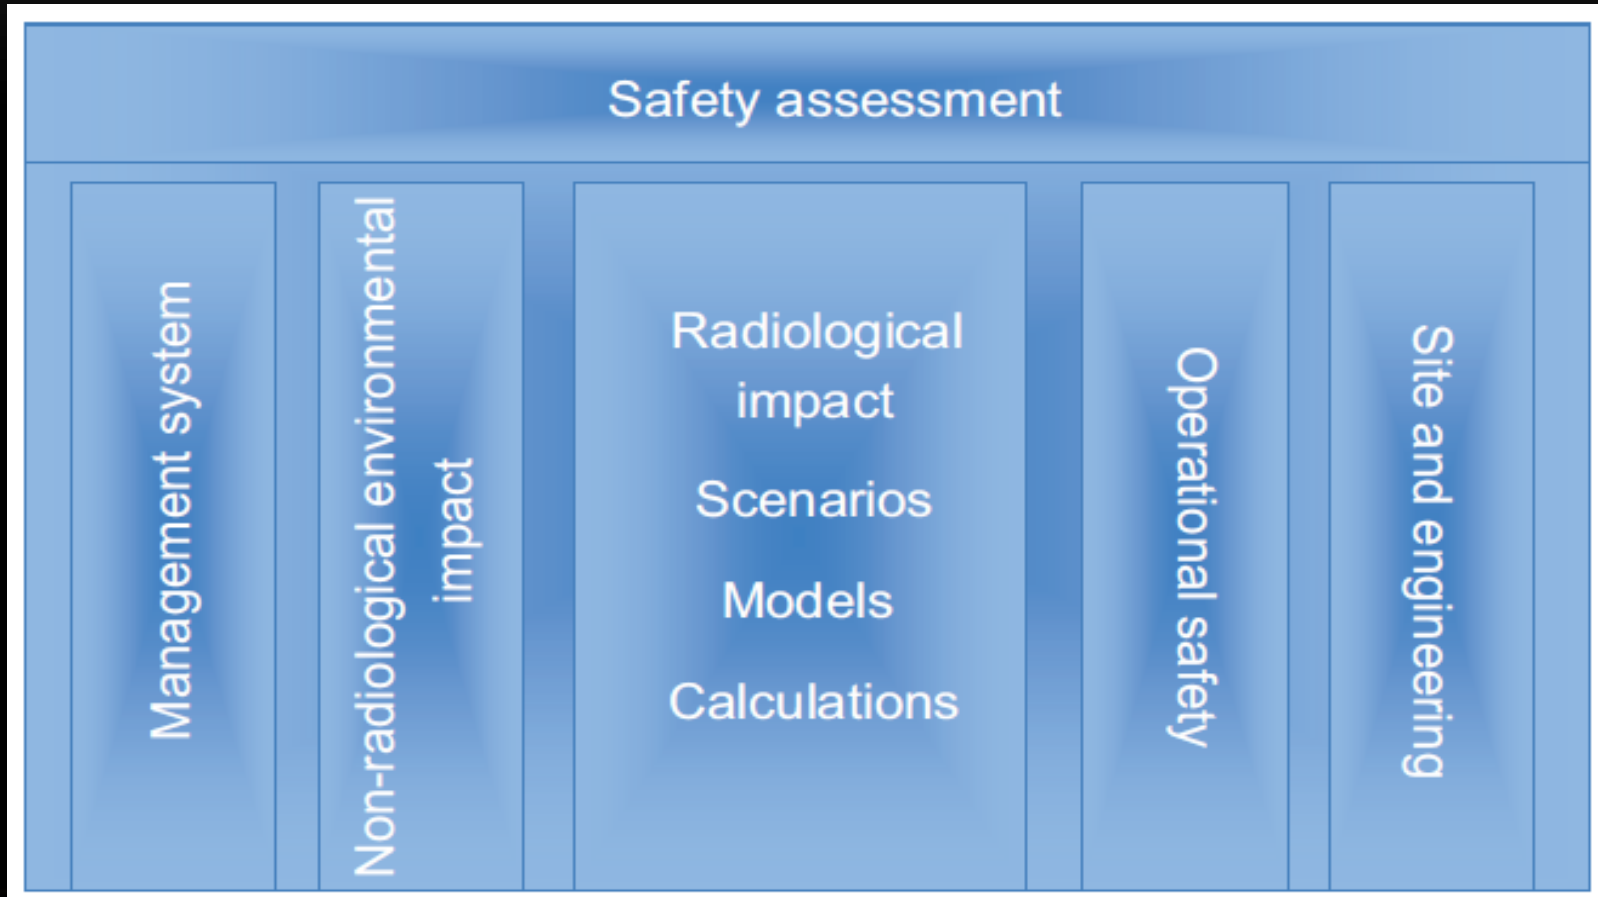 Safety assessment
Management system
Non-radiological environmental
impact
Radiological
impact
Scenarios
Models
Calculations
Operational safety
Site and engineering